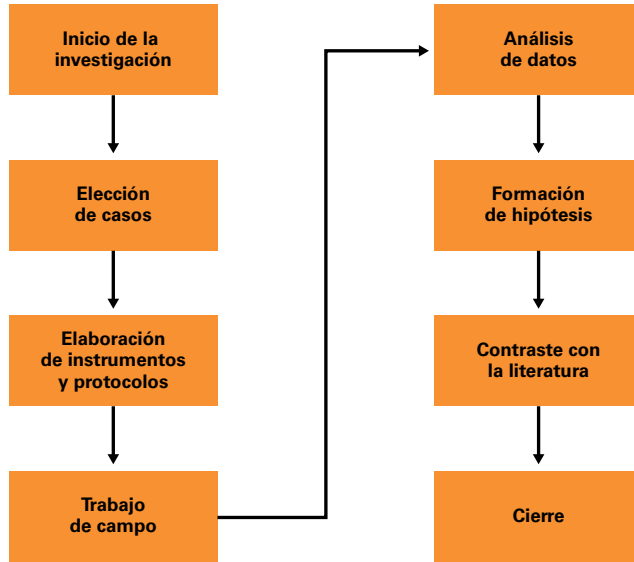 Inicio de la
investigación
Elección
de casos
Elaboración
de instrumentos
y protocolos
Trabajo
de campo
Análisis
de datos
Formación
de hipótesis
Contraste con
la literatura
Cierre